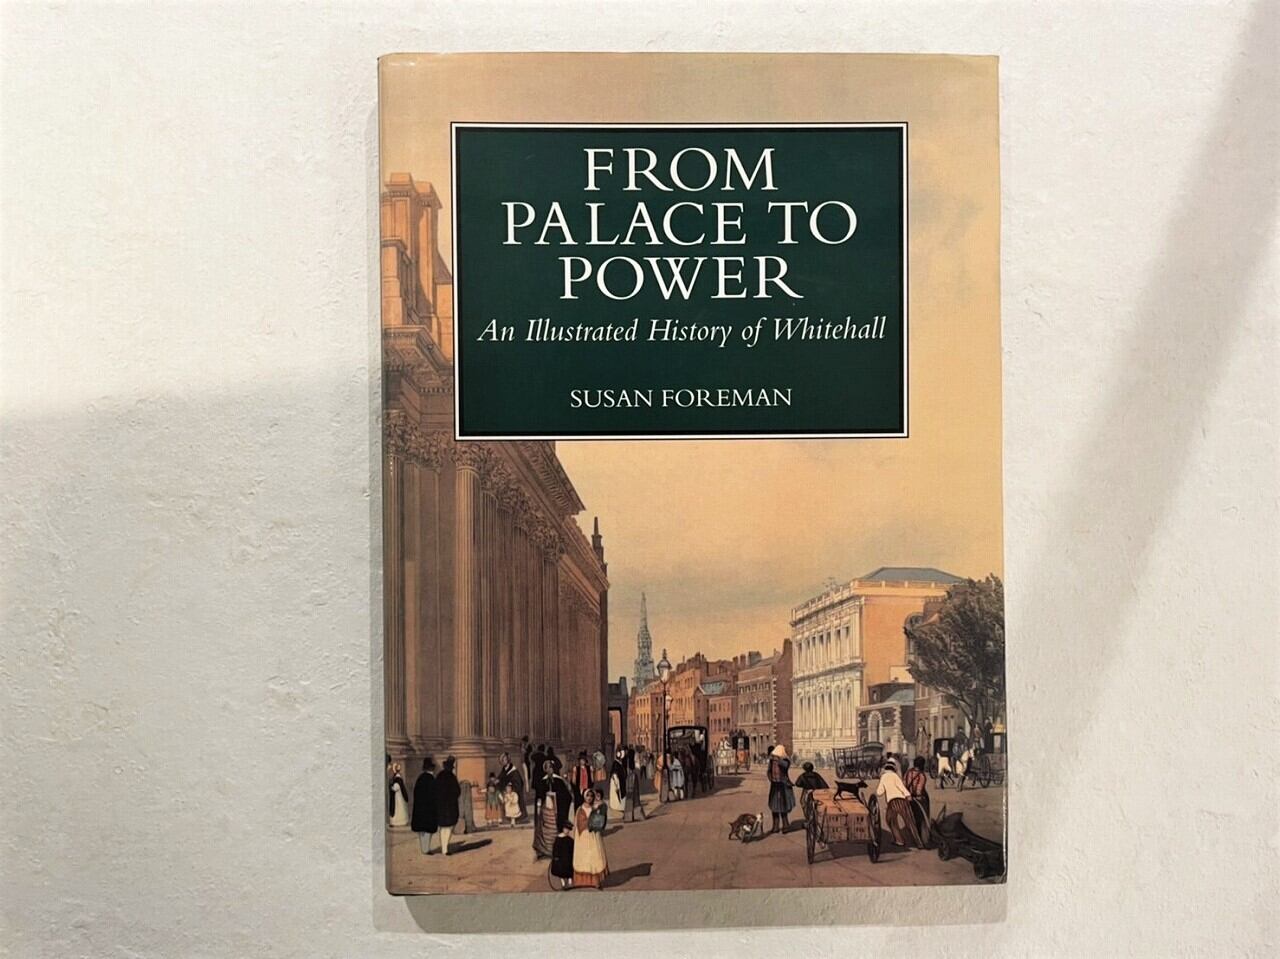 FROM
PALACE TO
POWER
An Illustrated History of Whitehall
SUSAN FOREMAN